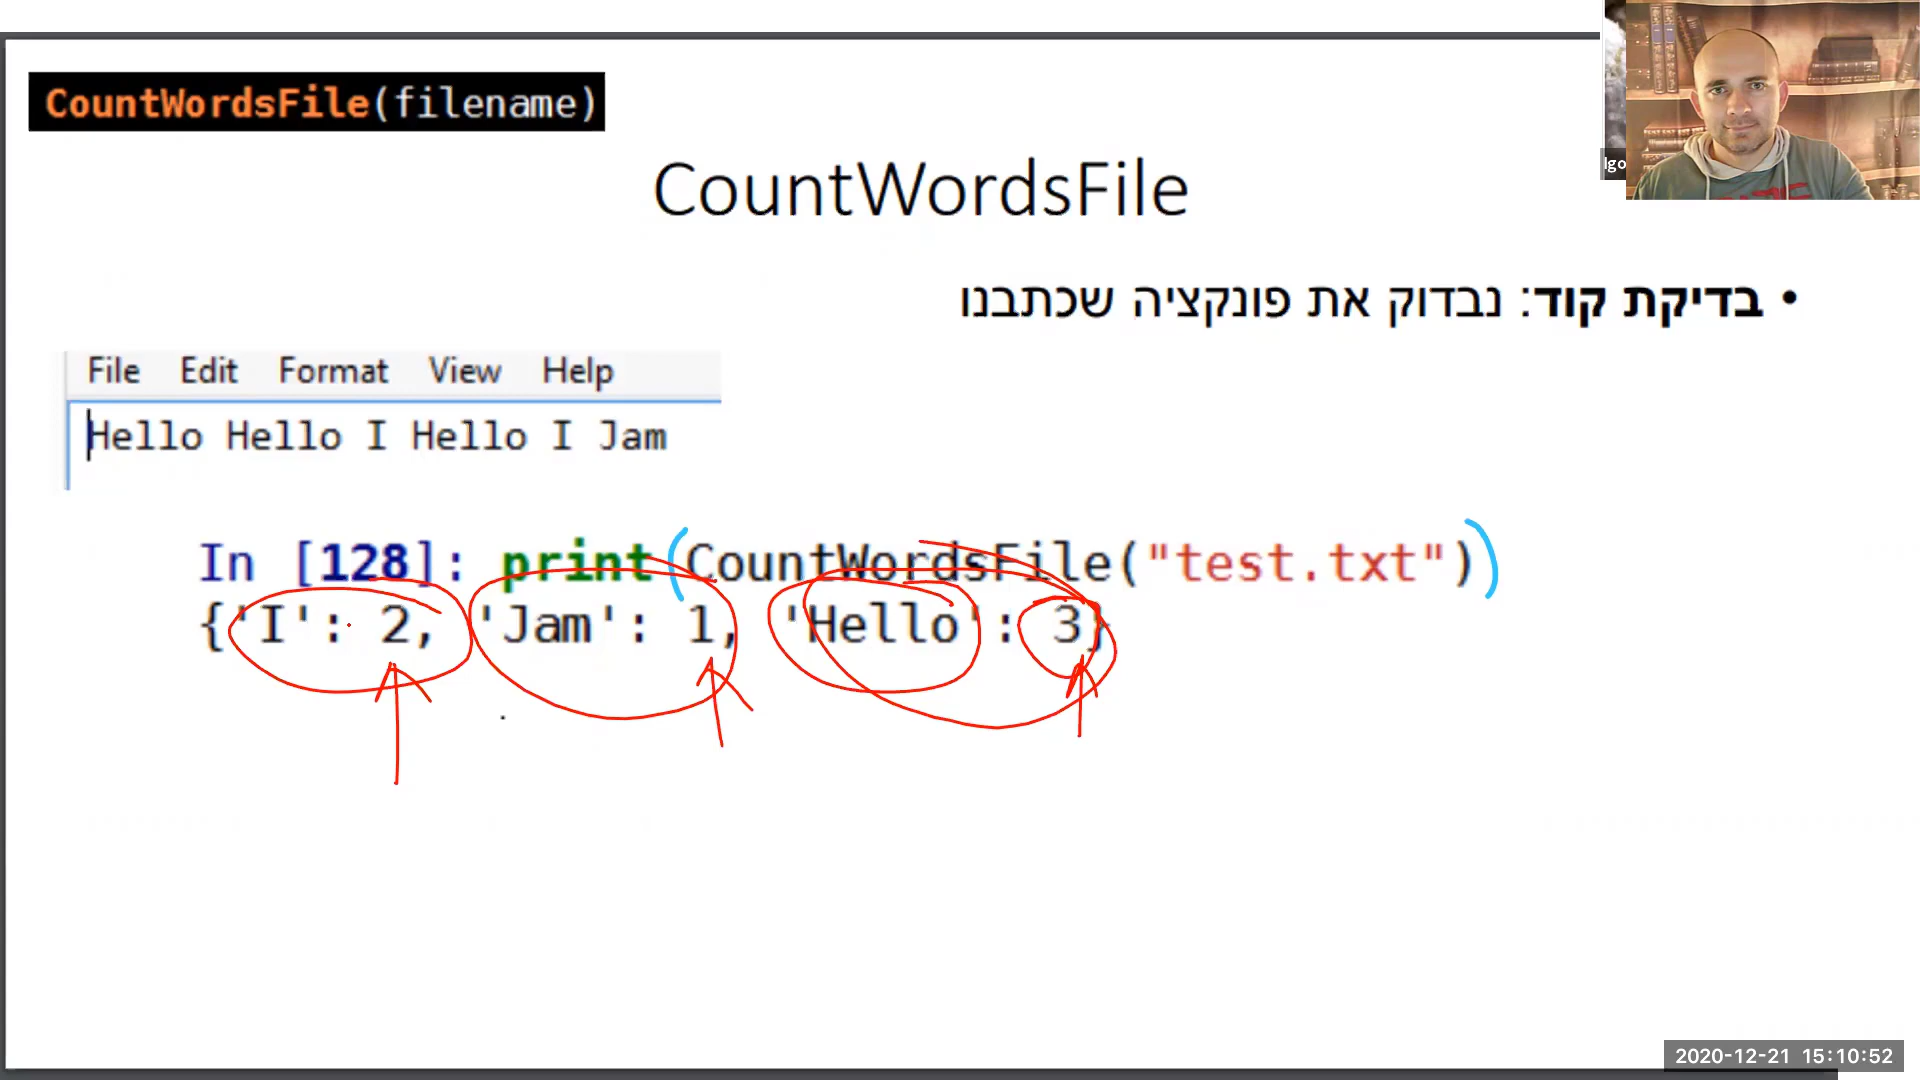 CountWordsFile(filename)
Igo
CountWordsFile
• בדיקת קוד: נבדוק את פונקציה שכתבנו
File Edit Format View Help
Hello Hello I Hello I Jam
In [128]: print(CountWordsFile("test.txt"))
{'I': 2, 'Jam': 1, 'Hello': 3}
2020-12-21 15:10:52